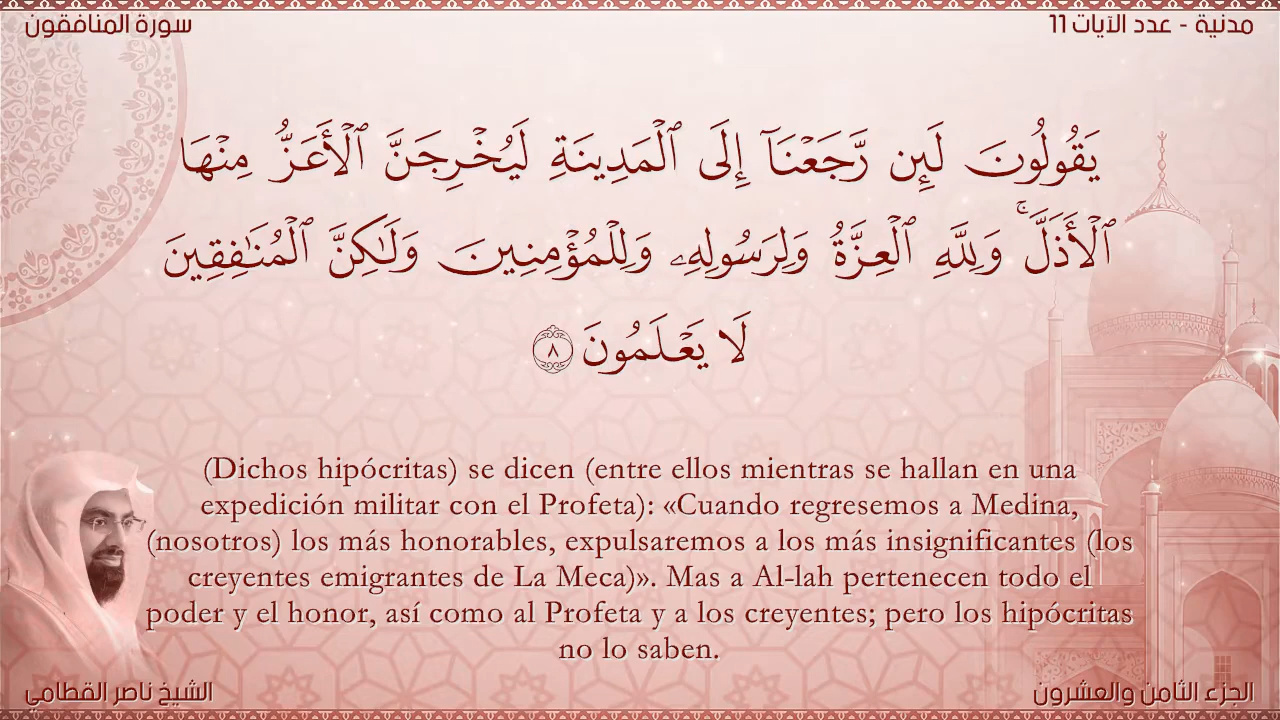 مدنية - عدد الآيات 11
سورة المنافقون
يَقُولُونَ لَئِن رَّجَعْنَآ إِلَى ٱلْمَدِينَةِ لَيُخْرِجَنَّ ٱلْأَعَزُّ مِنْهَا
ٱلْأَذَلَّ ۚ وَلِلَّهِ ٱلْعِزَّةُ وَلِرَسُولِهِۦ وَلِلْمُؤْمِنِينَ وَلَـٰكِنَّ ٱلْمُنَـٰفِقِينَ
لَا يَعْلَمُونَ ٨
(Dichos hipócritas) se dicen (entre ellos mientras se hallan en una
expedición militar con el Profeta): «Cuando regresemos a Medina,
(nosotros) los más honorables, expulsaremos a los más insignificantes (los
creyentes emigrantes de La Meca)». Mas a Al-lah pertenecen todo el
poder y el honor, así como al Profeta y a los creyentes; pero los hipócritas
no lo saben.
الجزء الثامن والعشرون
الشيخ ناصر القطامي